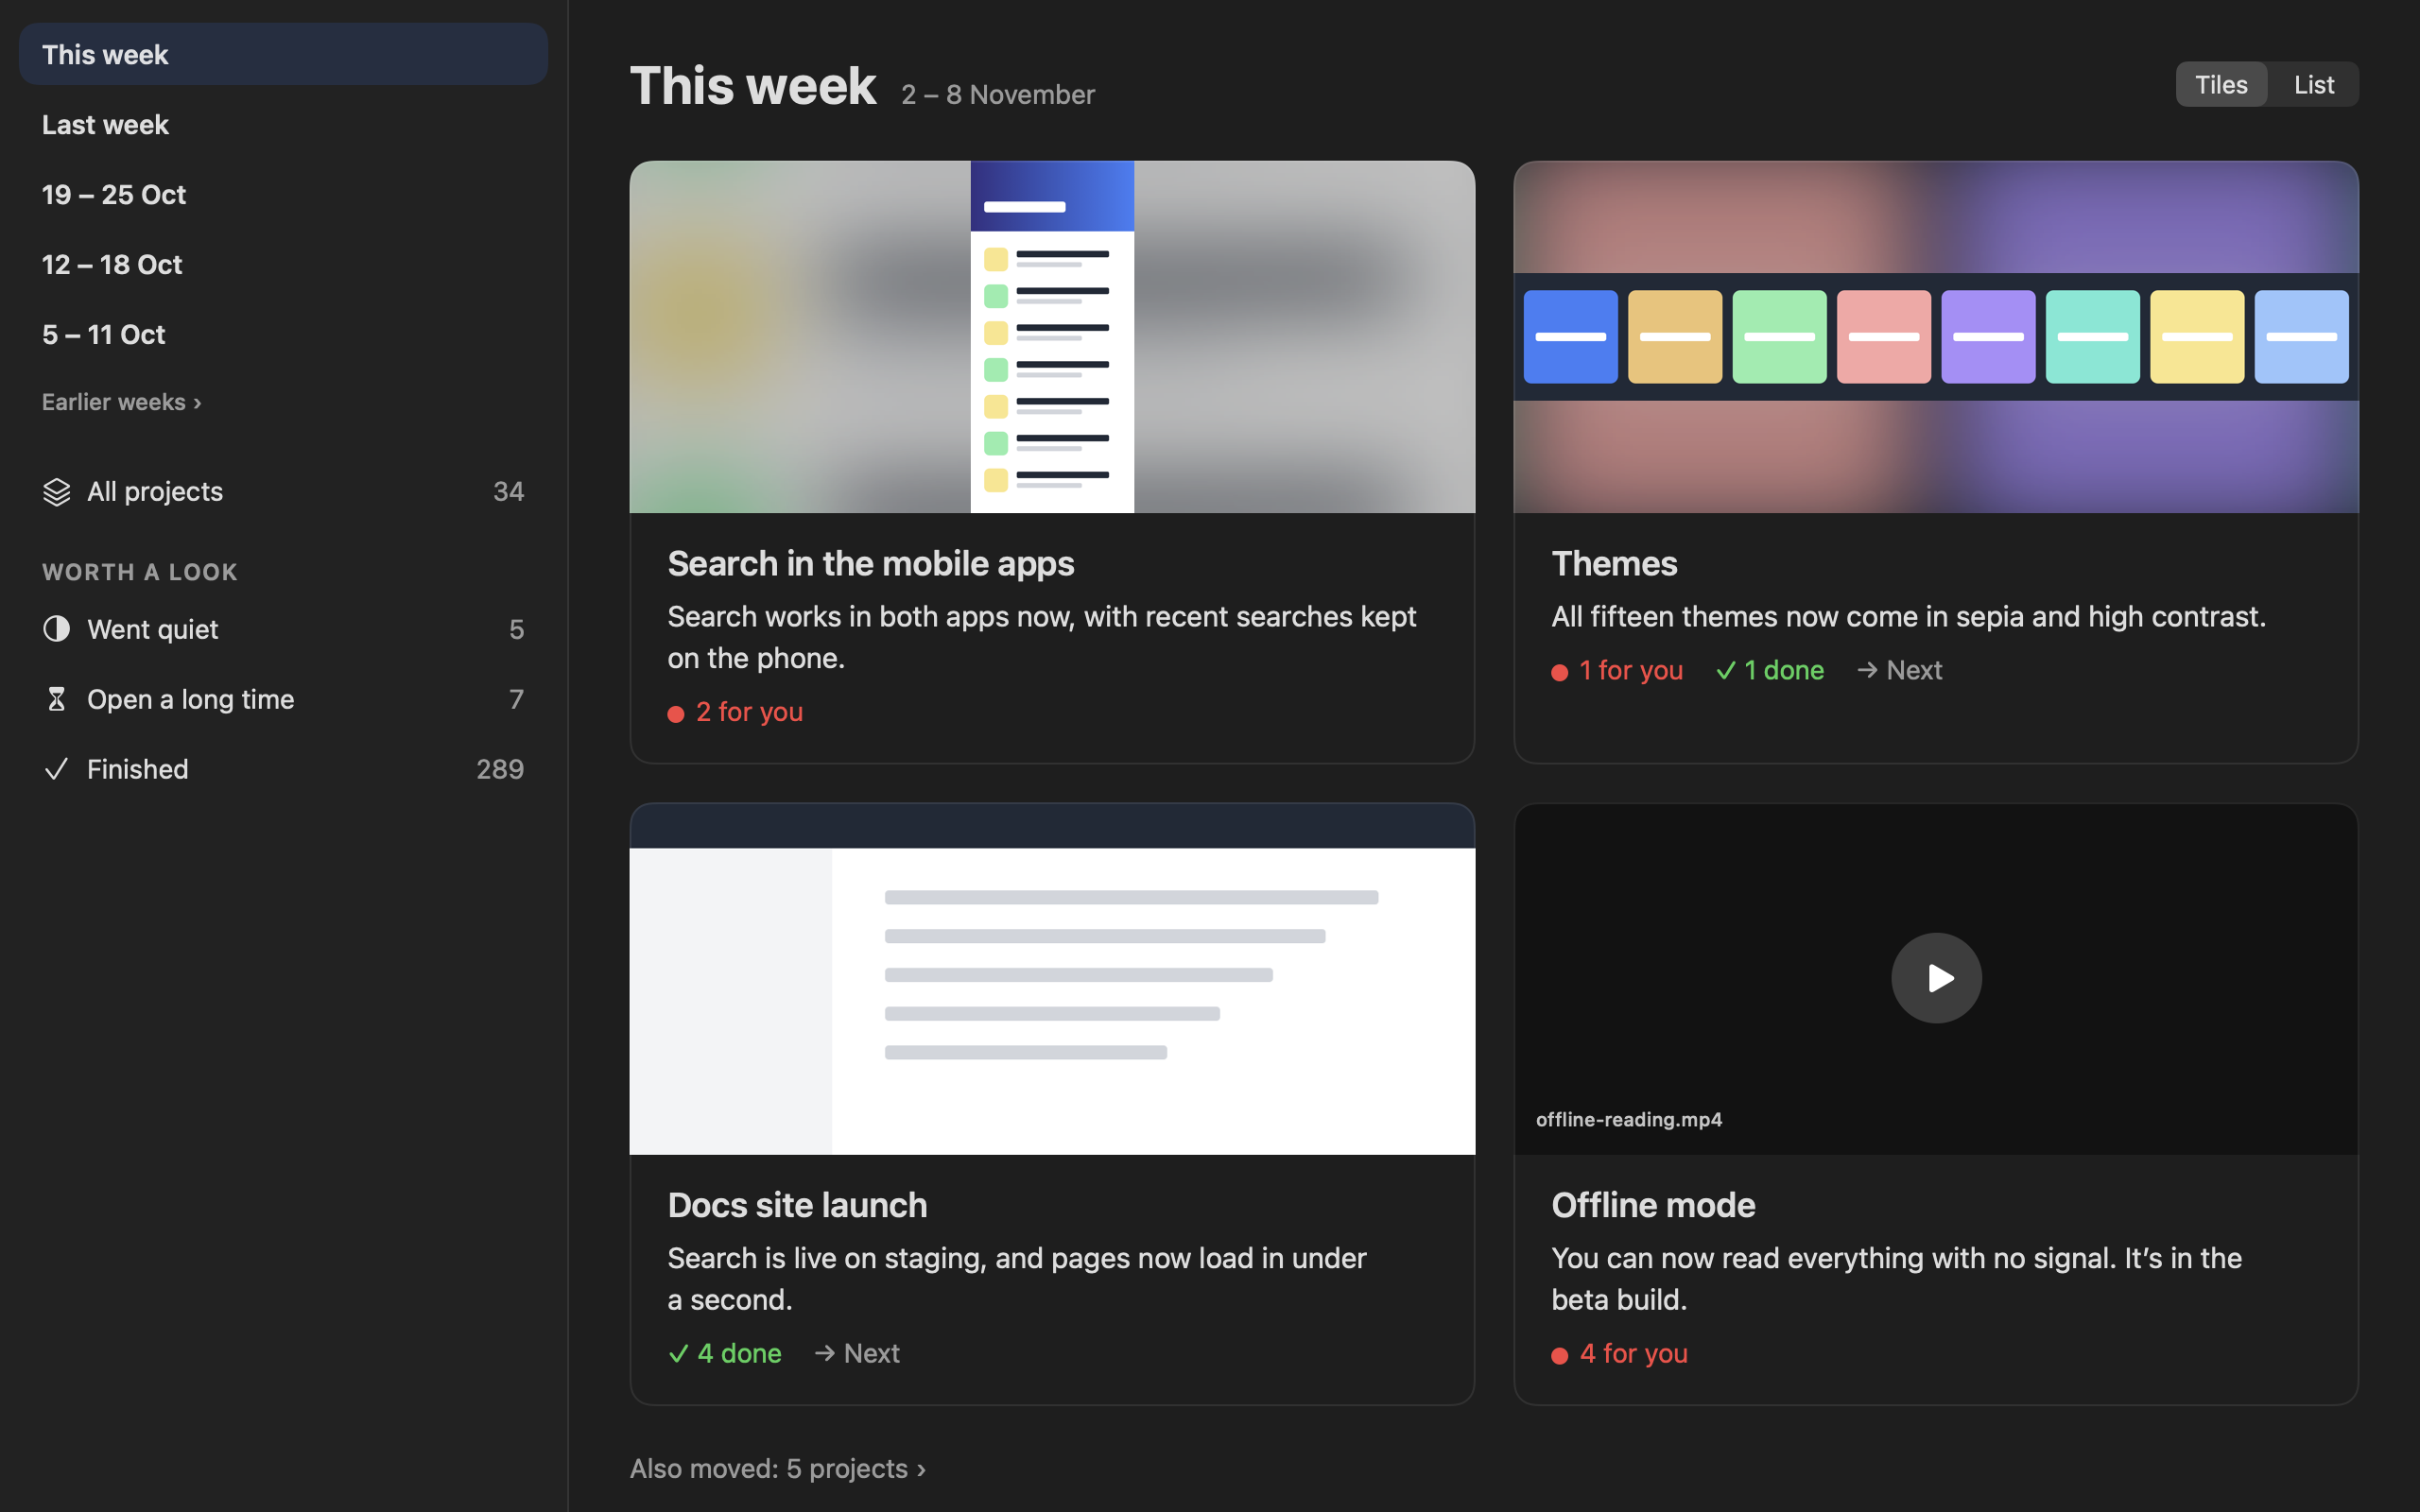 This week
Last week
19 – 25 Oct
12 – 18 Oct
5 – 11 Oct
Earlier weeks ›
All projects 34
WORTH A LOOK
Went quiet 5
Open a long time 7
Finished 289
This week 2 – 8 November
Tiles List
Search in the mobile apps
Search works in both apps now, with recent searches kept
on the phone.
2 for you
Themes
All fifteen themes now come in sepia and high contrast.
1 for you ✓ 1 done → Next
Docs site launch
Search is live on staging, and pages now load in under
a second.
✓ 4 done → Next
offline-reading.mp4
Offline mode
You can now read everything with no signal. It’s in the
beta build.
4 for you
Also moved: 5 projects ›